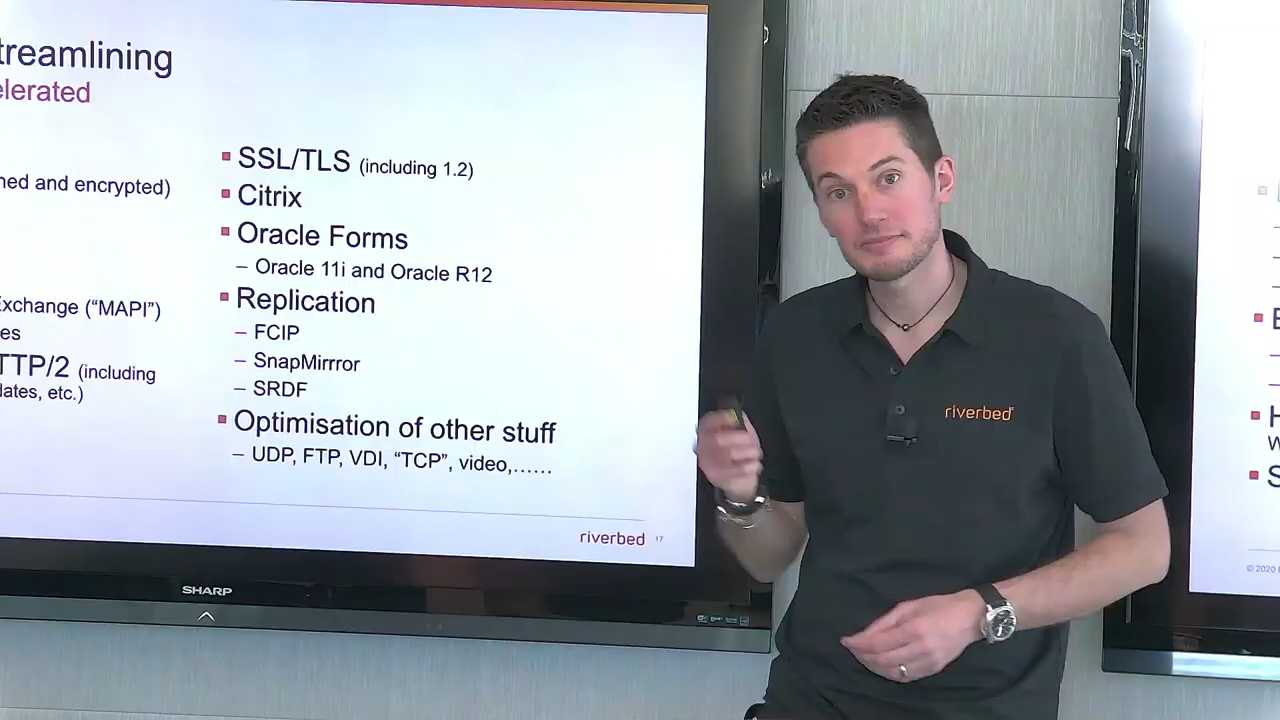 treamlining
elerated
ned and encrypted)
xchange (“MAPI”)
es
TTP/2 (including
lates, etc.)
SSL/TLS (including 1.2)
Citrix
Oracle Forms
– Oracle 11i and Oracle R12
Replication
– FCIP
– SnapMirrror
– SRDF
Optimisation of other stuff
– UDP, FTP, VDI, “TCP”, video,......
riverbed 17
SHARP
riverbed
© 2020